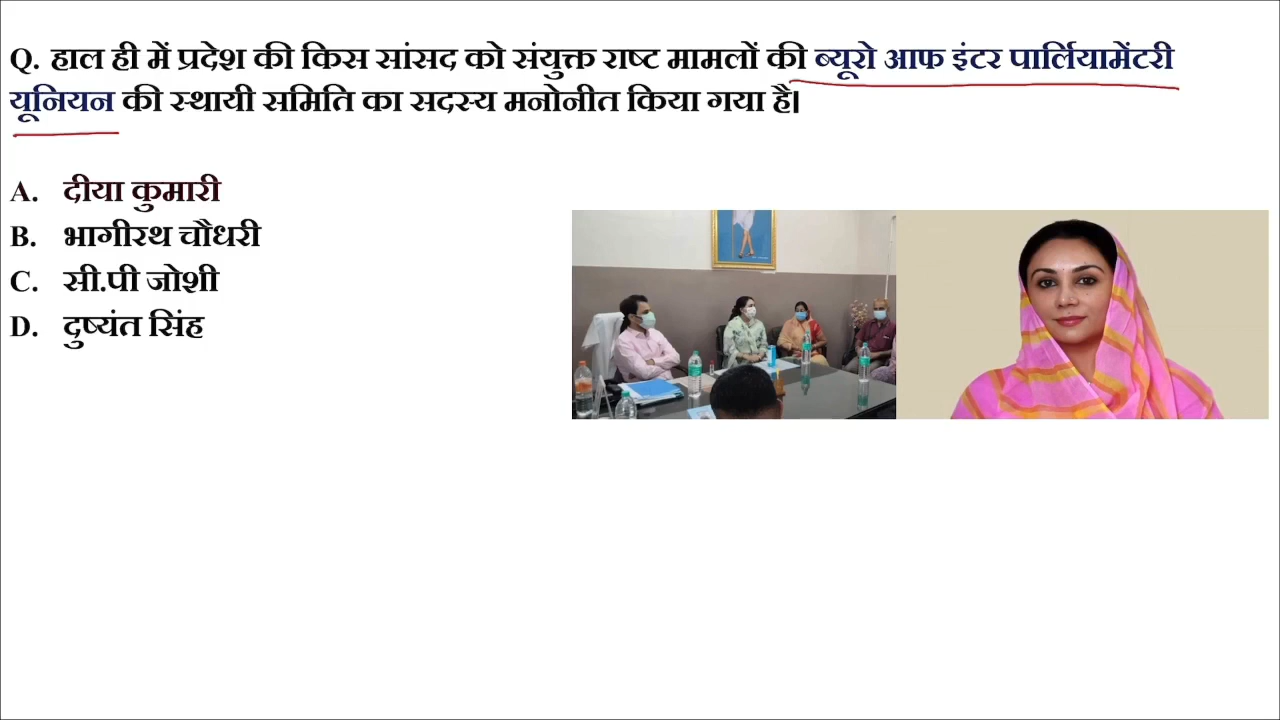 Q. हाल ही में प्रदेश की किस सांसद को संयुक्त राष्ट मामलों की ब्यूरो आफ इंटर पार्लियामेंटरी
यूनियन की स्थायी समिति का सदस्य मनोनीत किया गया है।
A. दीया कुमारी
B. भागीरथ चौधरी
C. सी.पी जोशी
D. दुष्यंत सिंह